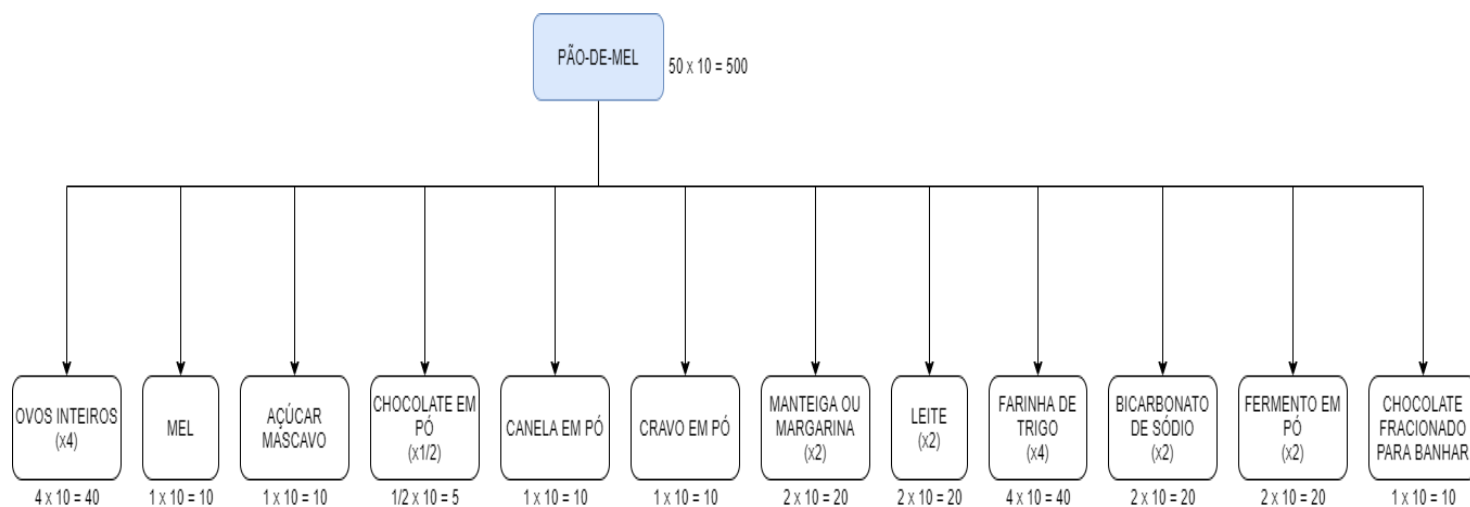 PÃO-DE-MEL
50 x 10 = 500
OVOS INTEIROS
(x4)
4 x 10 = 40
MEL
1 x 10 = 10
AÇÚCAR
MASCAVO
1 x 10 = 10
CHOCOLATE EM
PÓ
(x1/2)
1/2 x 10 = 5
CANELA EM PÓ
1 x 10 = 10
CRAVO EM PÓ
1 x 10 = 10
MANTEIGA OU
MARGARINA
(x2)
2 x 10 = 20
LEITE
(x2)
2 x 10 = 20
FARINHA DE
TRIGO
(x4)
4 x 10 = 40
BICARBONATO
DE SÓDIO
(x2)
2 x 10 = 20
FERMENTO EM
PÓ
(x2)
2 x 10 = 20
CHOCOLATE
FRACIONADO
PARA BANHAR
1 x 10 = 10